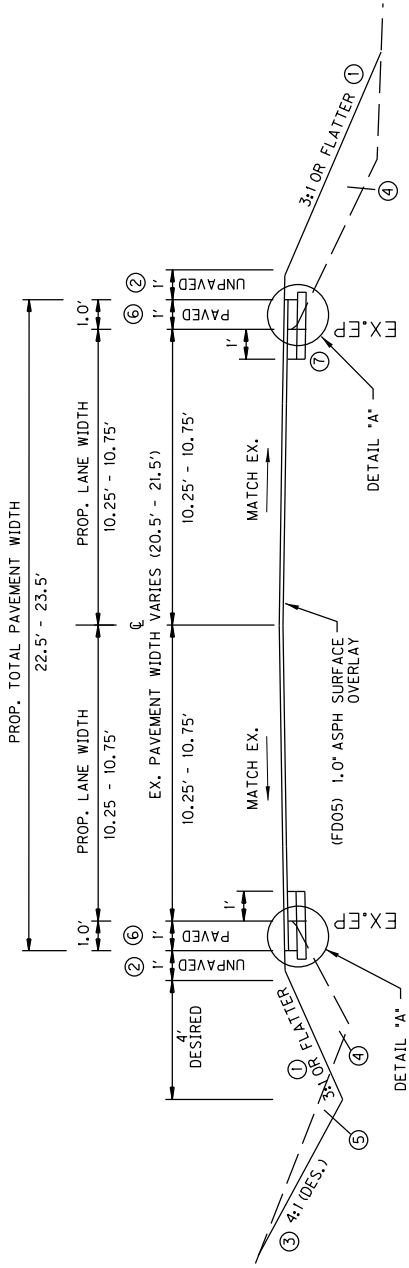 PROP. TOTAL PAVEMENT WIDTH
22.5' - 23.5'
1.0' PROP. LANE WIDTH PROP. LANE WIDTH 1.0'
10.25 - 10.75' 10.25' - 10.75'
℄
② ⑥ EX. PAVEMENT WIDTH VARIES (20.5' - 21.5') ⑥ ②
4' 1' 1' 10.25' - 10.75' 10.25' - 10.75' 1' 1'
DESIRED UNPAVED PAVED PAVED UNPAVED
1' MATCH EX. MATCH EX. 1'
③ 4:1 (DES.) ① 3:1 OR FLATTER 3:1 OR FLATTER ①
⑤ ④ EX.EP ⑦ EX.EP ④
(FD05) 1.0" ASPH SURFACE
OVERLAY
DETAIL "A" DETAIL "A"